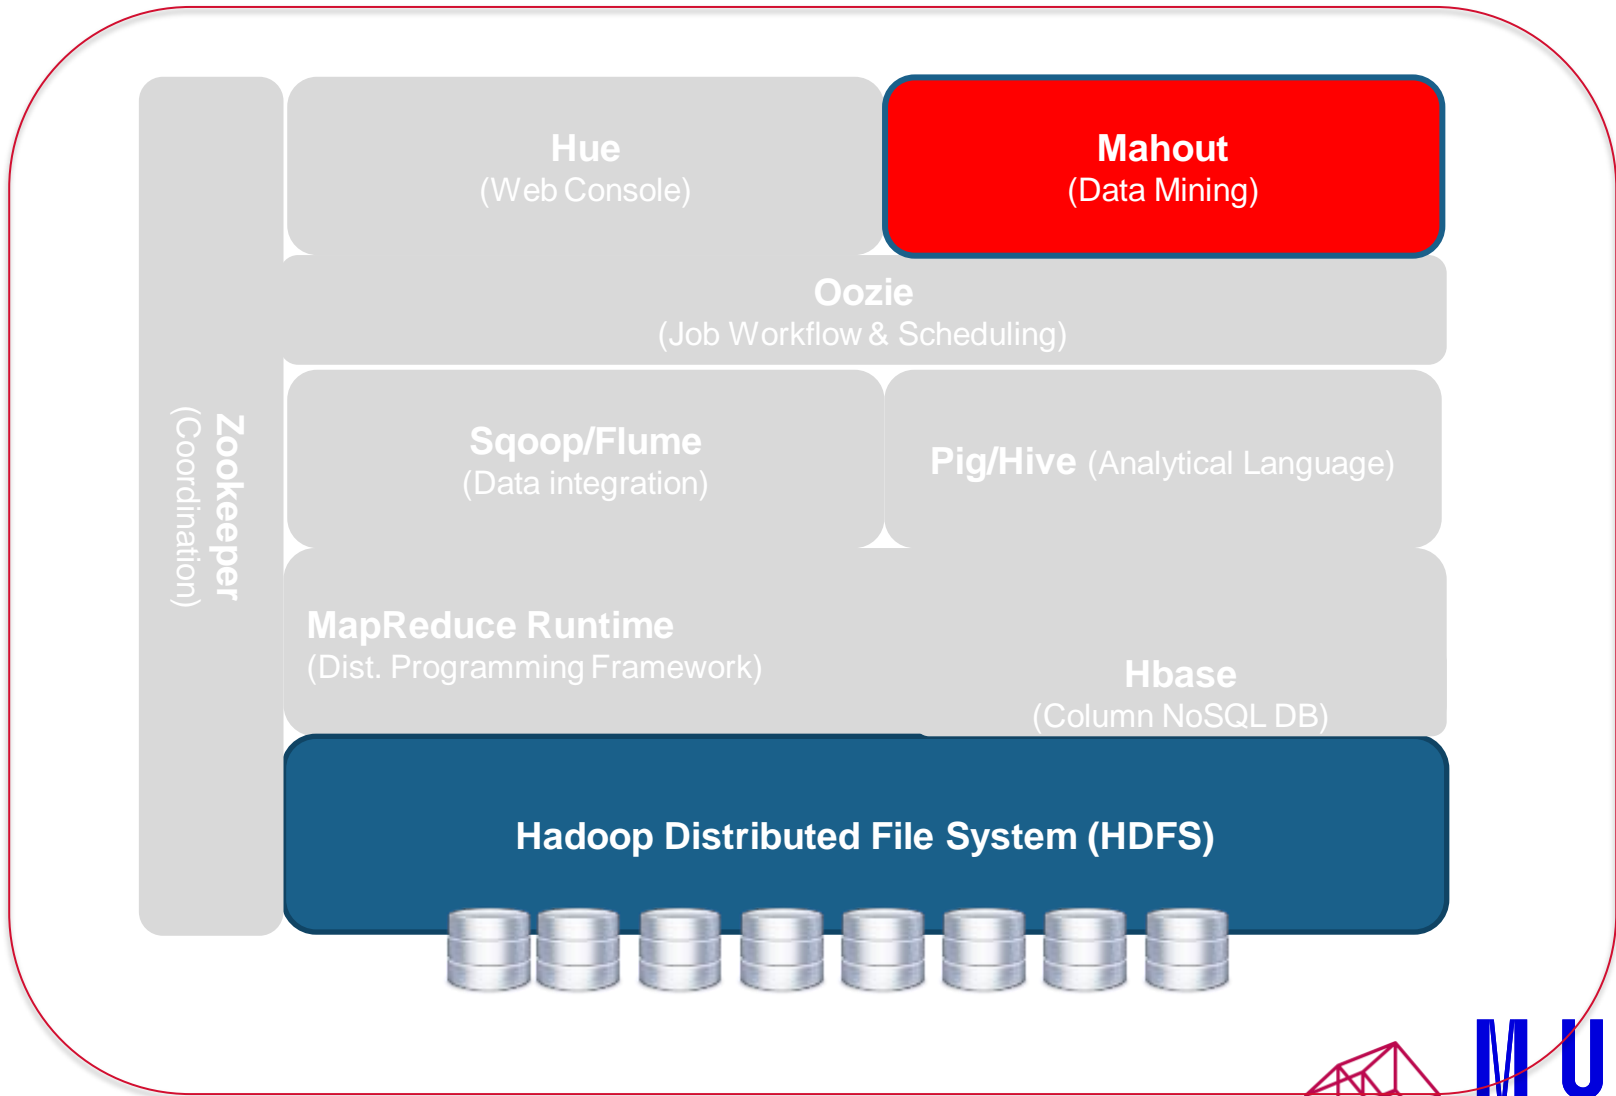 Hue
(Web Console)
Mahout
(Data Mining)
Oozie
(Job Workflow & Scheduling)
Zookeeper
(Coordination)
Sqoop/Flume
(Data integration)
Pig/Hive (Analytical Language)
MapReduce Runtime
(Dist. Programming Framework)
Hbase
(Column NoSQL DB)
Hadoop Distributed File System (HDFS)
M U